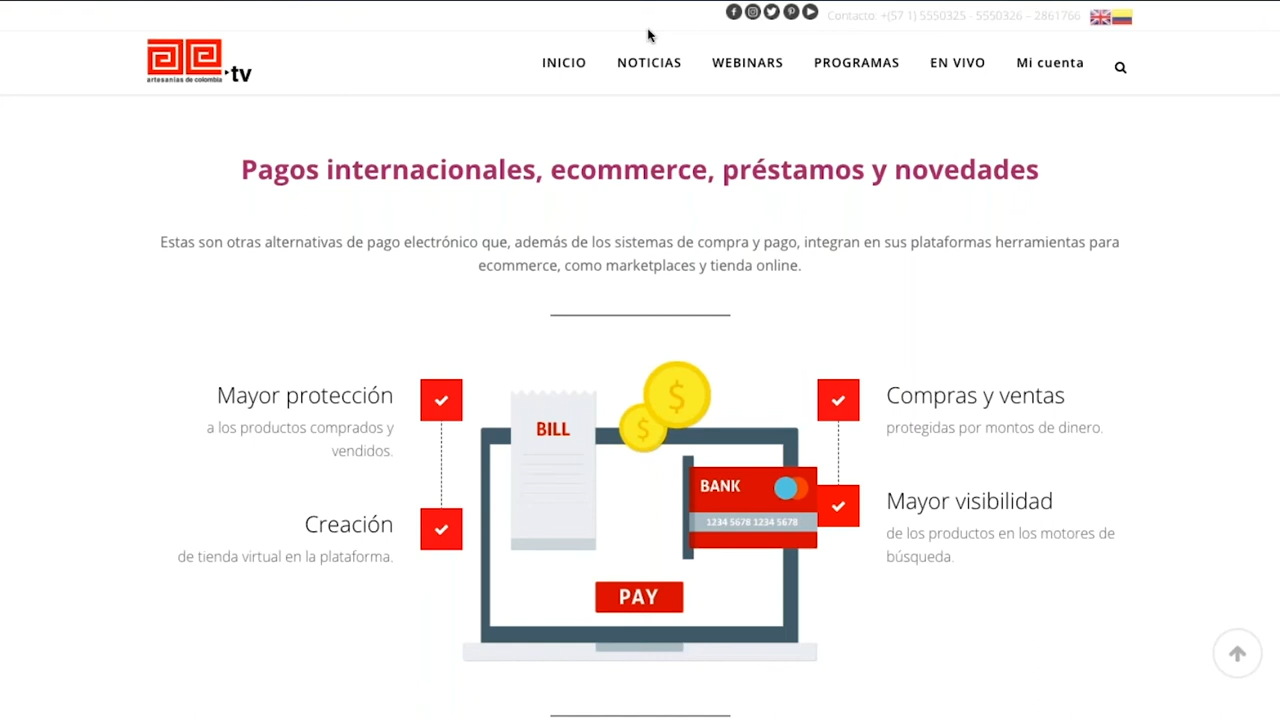 Contacto: +(57 1) 5550325 - 5550326 – 2861766
artesanías de colombia
tv
INICIO NOTICIAS WEBINARS PROGRAMAS EN VIVO Mi cuenta
Pagos internacionales, ecommerce, préstamos y novedades
Estas son otras alternativas de pago electrónico que, además de los sistemas de compra y pago, integran en sus plataformas herramientas para
ecommerce, como marketplaces y tienda online.
Mayor protección
a los productos comprados y
vendidos.
Creación
de tienda virtual en la plataforma.
BILL
$
$
BANK
1234 5678 1234 5678
PAY
Compras y ventas
protegidas por montos de dinero.
Mayor visibilidad
de los productos en los motores de
búsqueda.